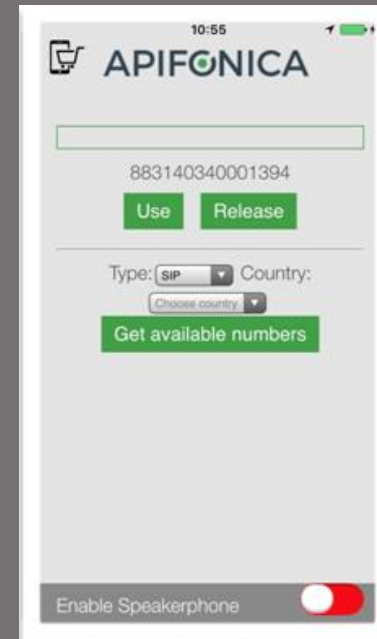 10:55
APIFONICA
883140340001394
Use Release
Type: SIP Country:
Choose country
Get available numbers
Enable Speakerphone